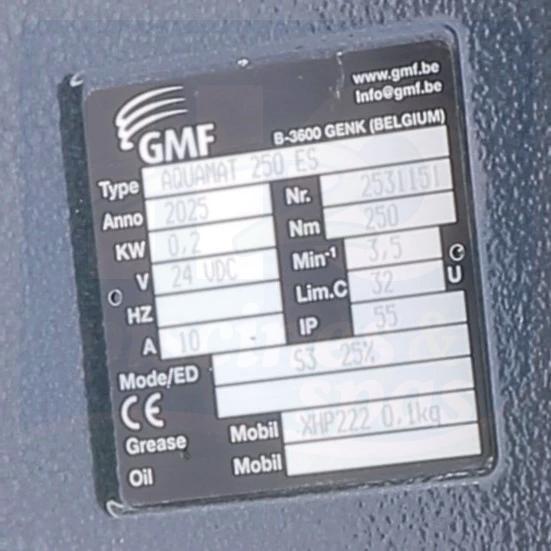 www.gmf.be
Info@gmf.be
GMF
B-3600 GENK (BELGIUM)
Type AQUAMAT 250 ES
Anno 2025 Nr. 2531151
KW 0,2 Nm 250
V 24 VDC Min-1 3,5
HZ Lim.C 32 U
A 10 IP 55
Mode/ED S3 25%
CE
Grease Mobil XHP222 0,1kg
Oil Mobil